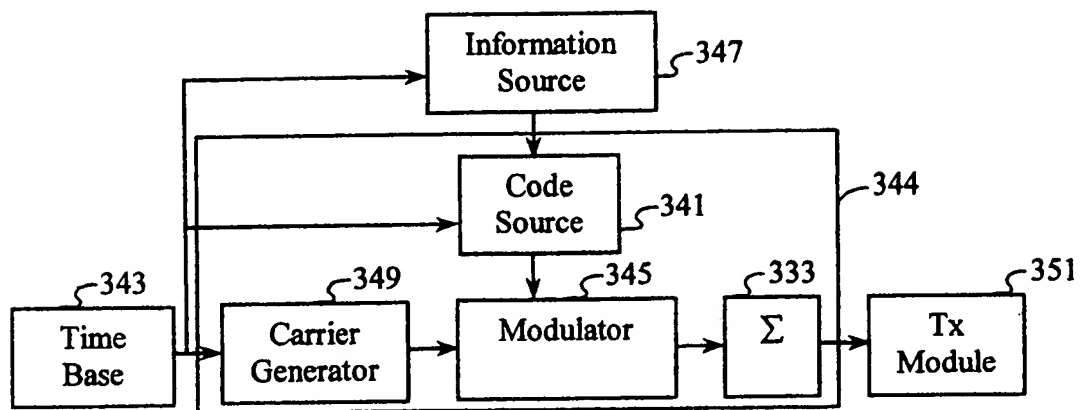 Information
Source
347
Code
Source
341
344
343
Time
Base
349
Carrier
Generator
345
Modulator
333
Σ
351
Tx
Module